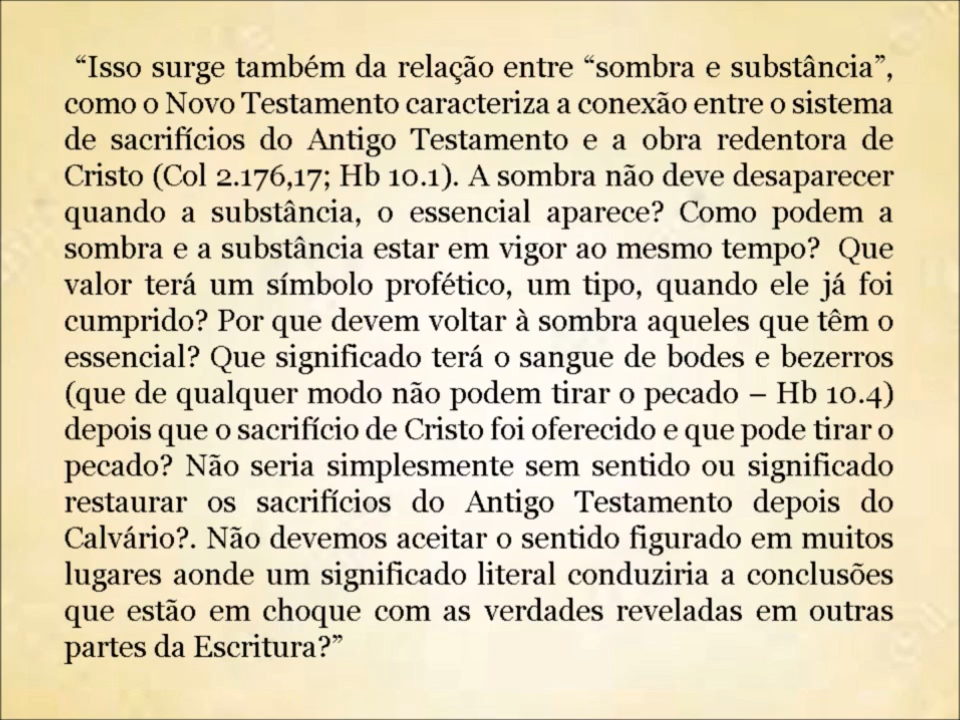 “Isso surge também da relação entre “sombra e substância”,
como o Novo Testamento caracteriza a conexão entre o sistema
de sacrifícios do Antigo Testamento e a obra redentora de
Cristo (Col 2.176,17; Hb 10.1). A sombra não deve desaparecer
quando a substância, o essencial aparece? Como podem a
sombra e a substância estar em vigor ao mesmo tempo? Que
valor terá um símbolo profético, um tipo, quando ele já foi
cumprido? Por que devem voltar à sombra aqueles que têm o
essencial? Que significado terá o sangue de bodes e bezerros
(que de qualquer modo não podem tirar o pecado – Hb 10.4)
depois que o sacrifício de Cristo foi oferecido e que pode tirar o
pecado? Não seria simplesmente sem sentido ou significado
restaurar os sacrifícios do Antigo Testamento depois do
Calvário?. Não devemos aceitar o sentido figurado em muitos
lugares aonde um significado literal conduziria a conclusões
que estão em choque com as verdades reveladas em outras
partes da Escritura?”